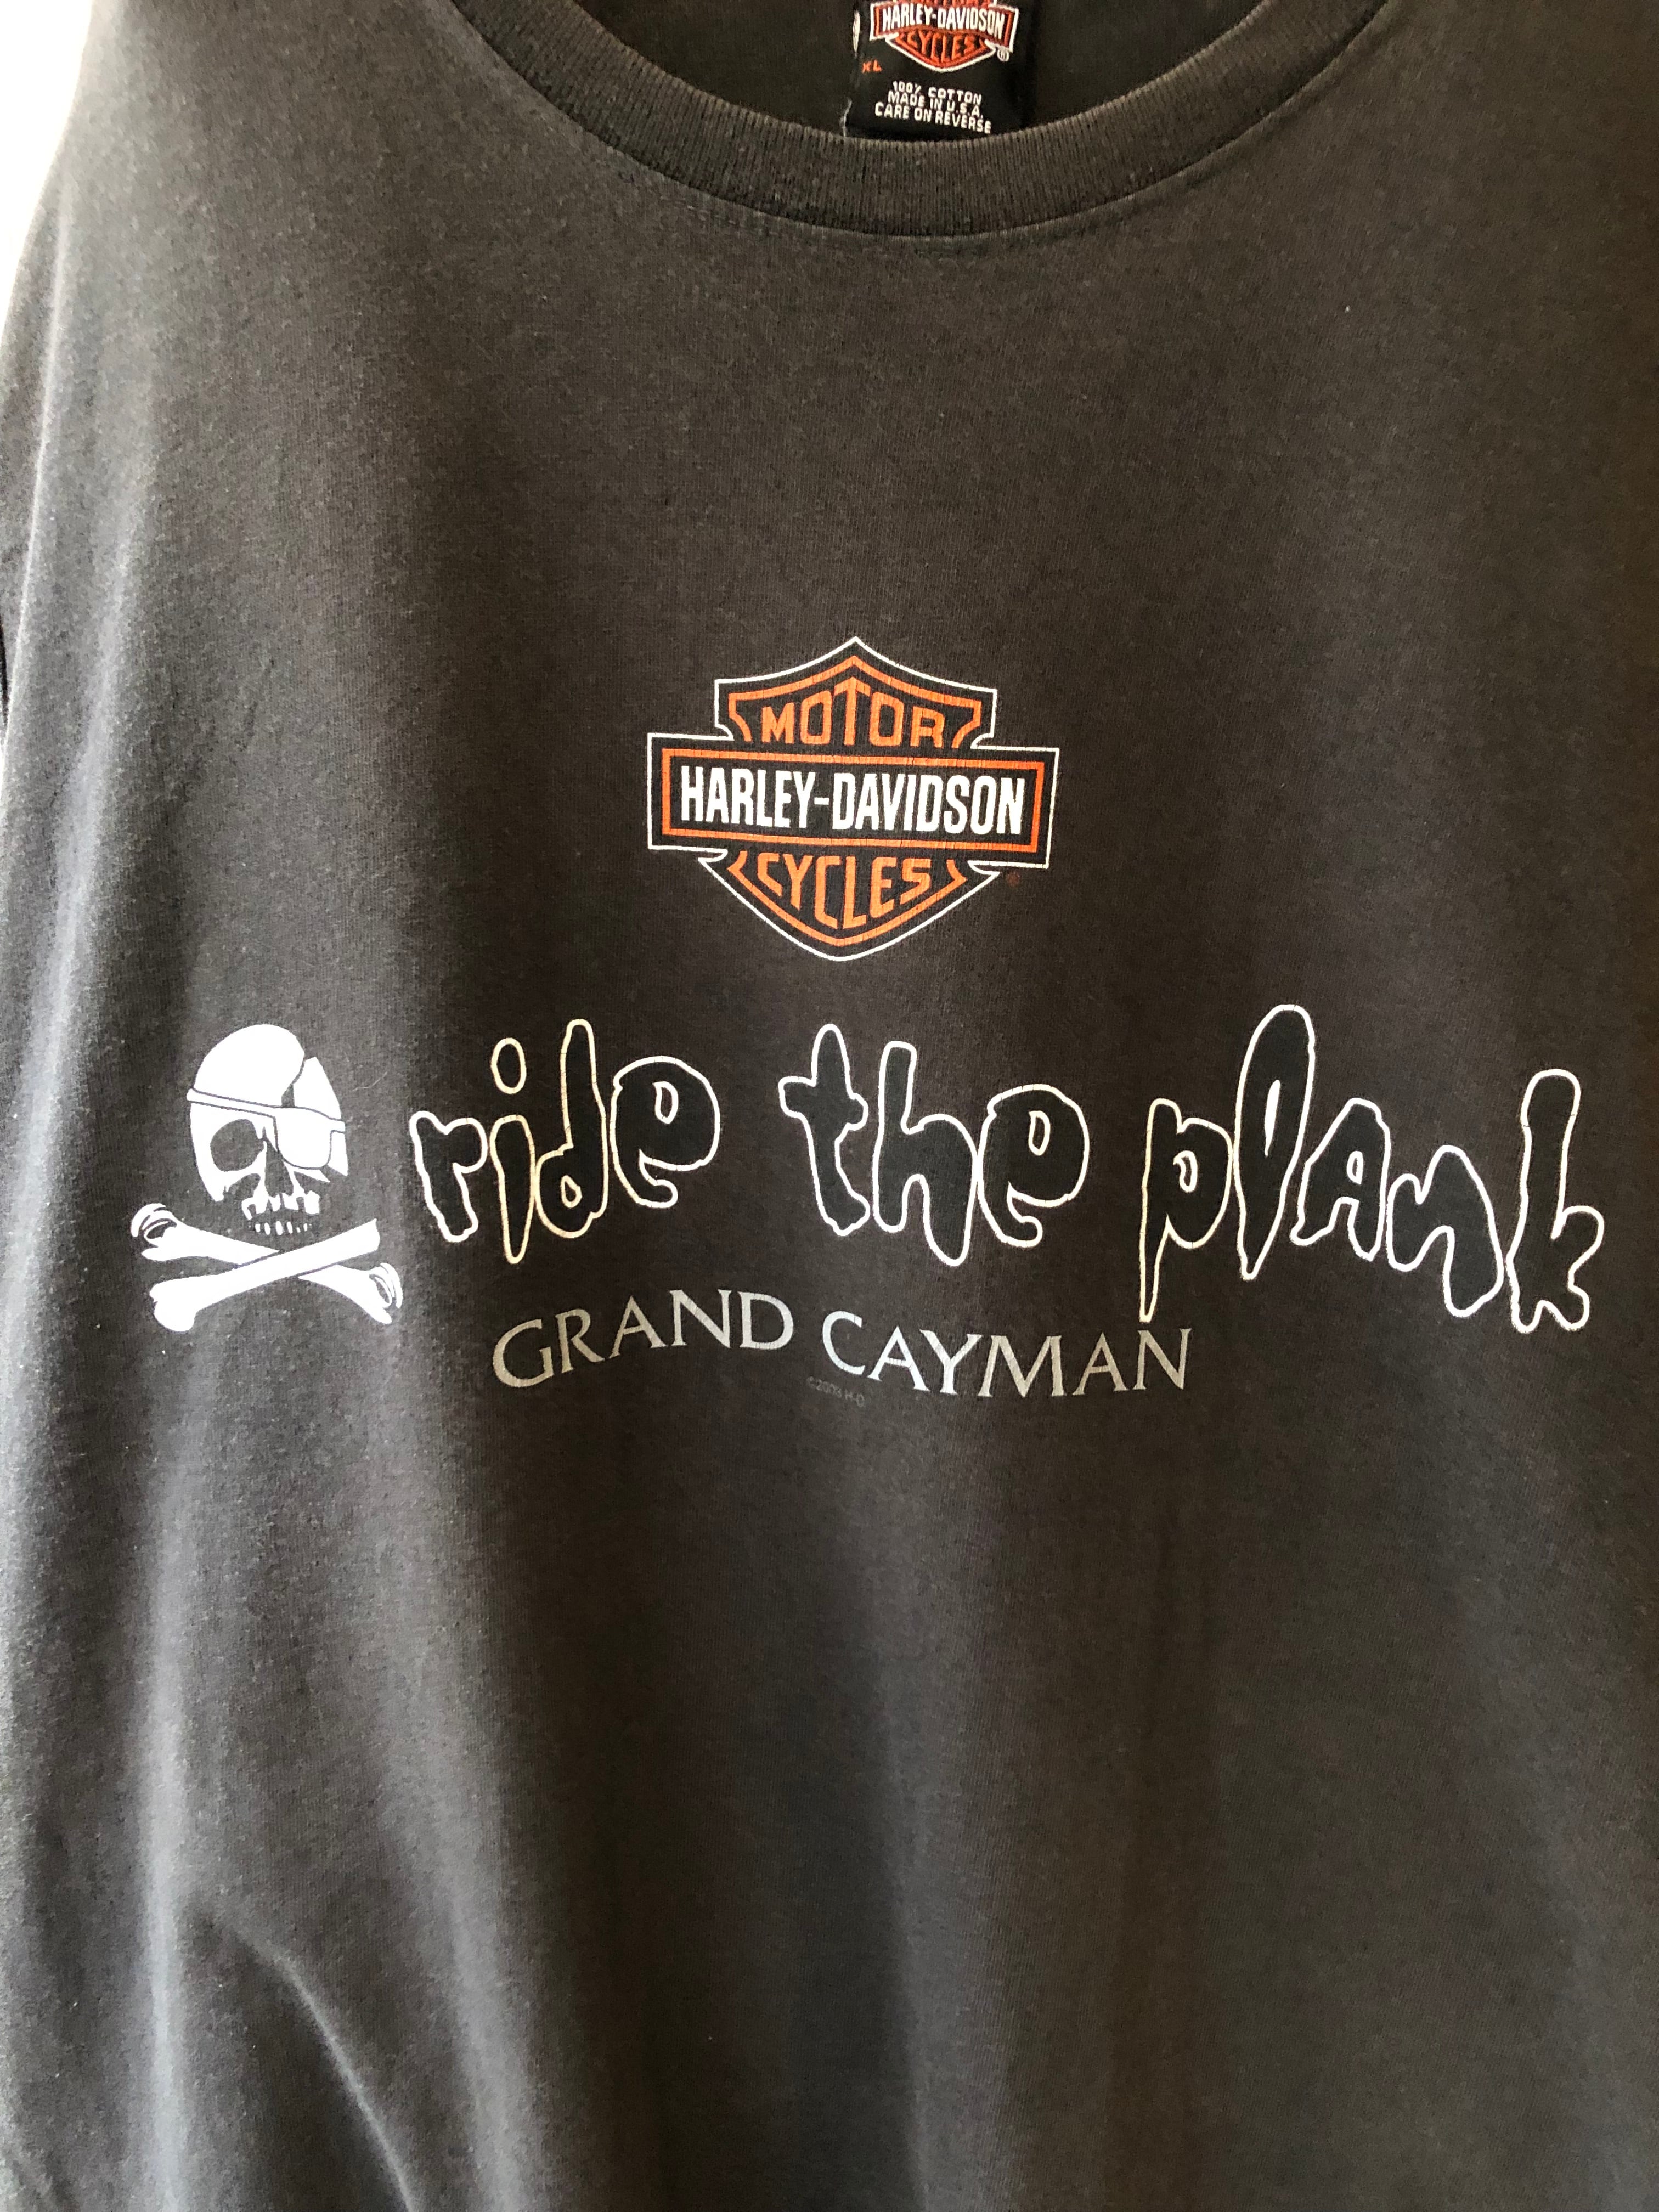 HARLEY-DAVIDSON
CYCLES
®
XL
100% COTTON
MADE IN U.S.A.
CARE ON REVERSE
MOTOR
HARLEY-DAVIDSON
CYCLES
ride the plank
GRAND CAYMAN